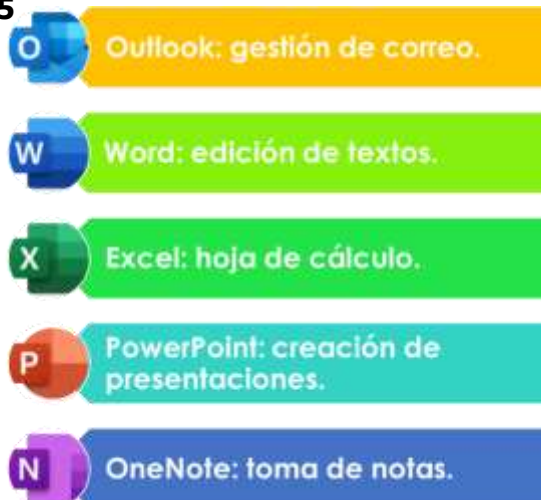 5
O
Outlook: gestión de correo.
W
Word: edición de textos.
X
Excel: hoja de cálculo.
P
PowerPoint: creación de
presentaciones.
N
OneNote: toma de notas.